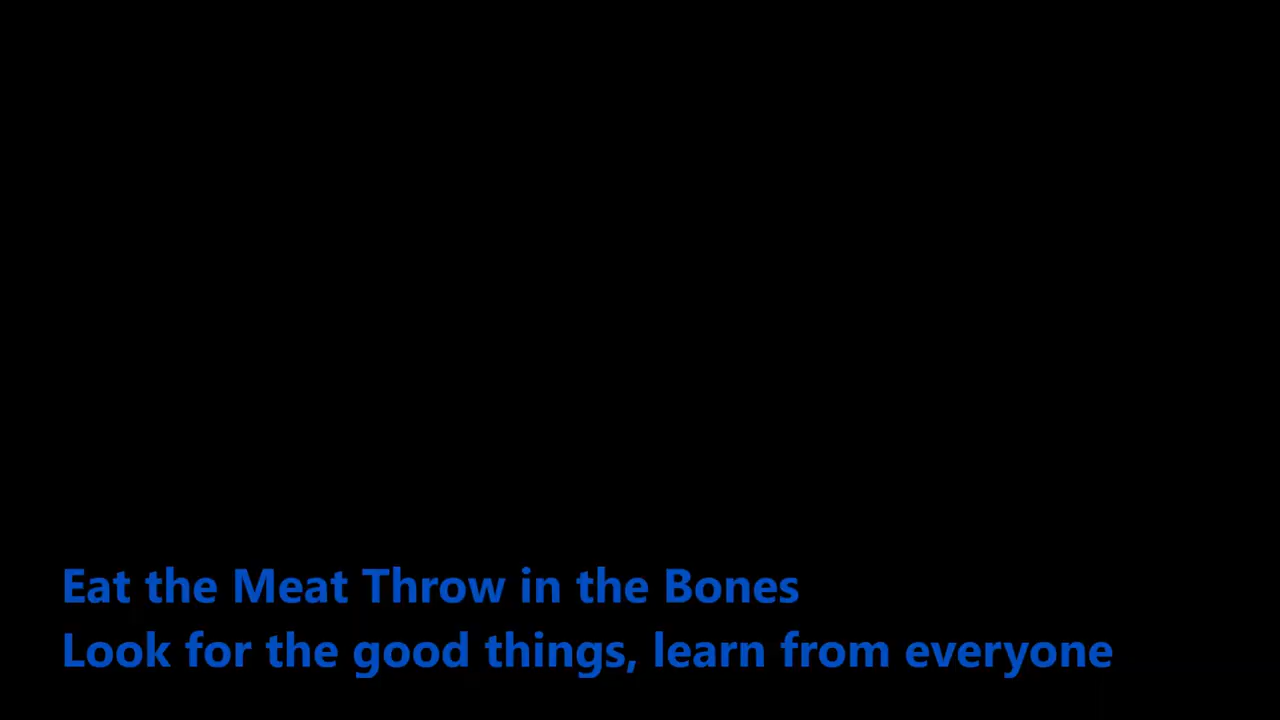 Eat the Meat Throw in the Bones
Look for the good things, learn from everyone